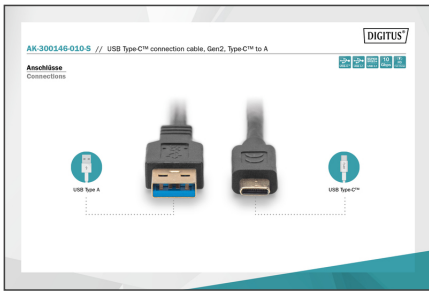 DIGITUS®
AK-300146-010-S // USB Type-C™ connection cable, Gen2, Type-C™ to A
Anschlüsse
Connections
10
Gbps
USB Type A
USB Type-C™